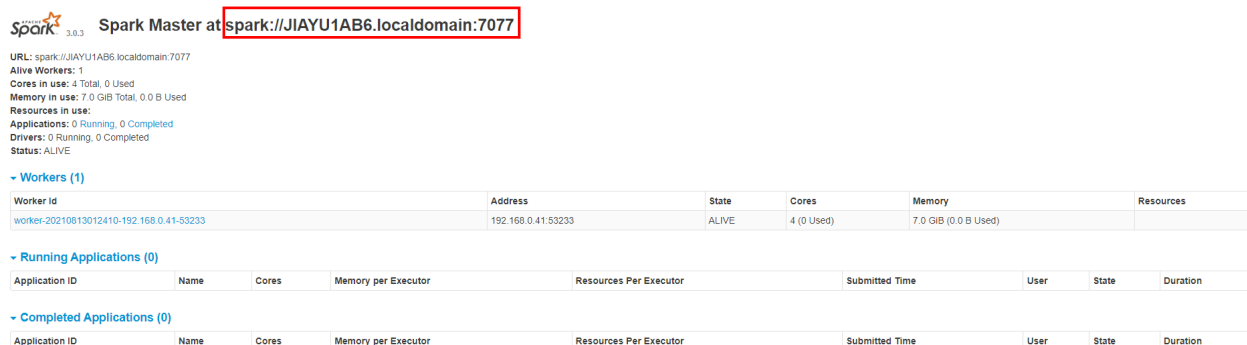 APACHE Spark 3.0.3 Spark Master at spark://JIAYU1AB6.localdomain:7077
URL: spark://JIAYU1AB6.localdomain:7077
Alive Workers: 1
Cores in use: 4 Total, 0 Used
Memory in use: 7.0 GiB Total, 0.0 B Used
Resources in use:
Applications: 0 Running, 0 Completed
Drivers: 0 Running, 0 Completed
Status: ALIVE
Workers (1)
Worker Id Address State Cores Memory Resources
worker-20210813012410-192.168.0.41-53233 192.168.0.41:53233 ALIVE 4 (0 Used) 7.0 GiB (0.0 B Used)
Running Applications (0)
Application ID Name Cores Memory per Executor Resources Per Executor Submitted Time User State Duration
Completed Applications (0)
Application ID Name Cores Memory per Executor Resources Per Executor Submitted Time User State Duration